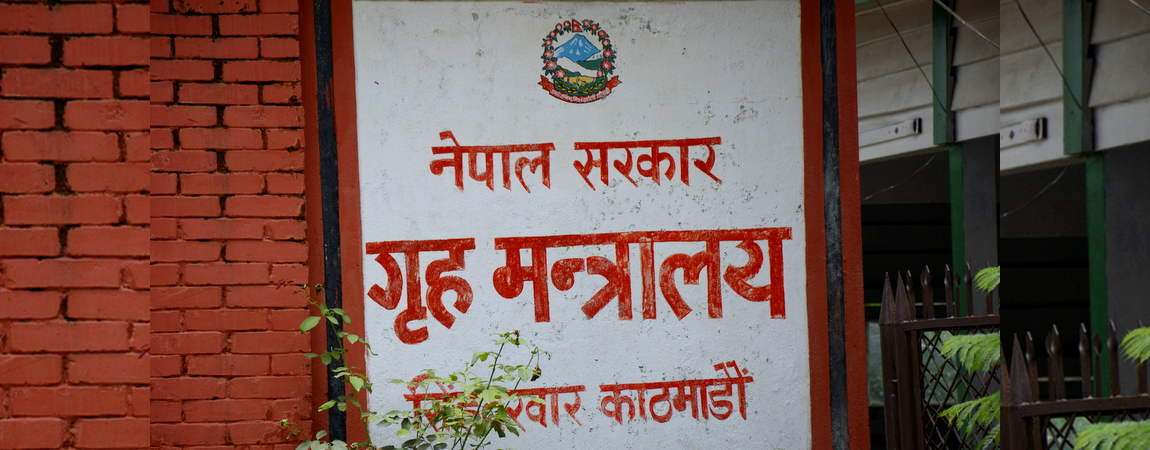 नेपाल सरकार
गृह मन्त्रालय
काठमाडौं